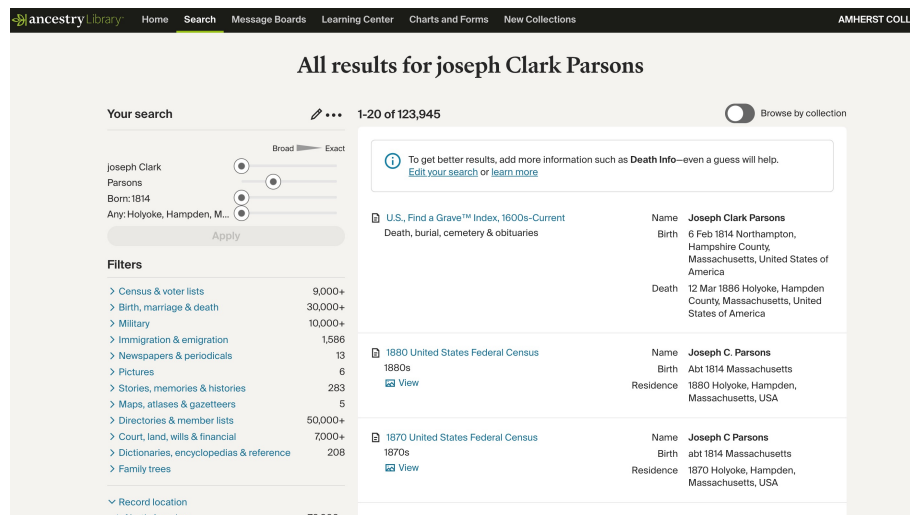 ancestryLibrary Home Search Message Boards Learning Center Charts and Forms New Collections AMHERST COLL
All results for joseph Clark Parsons
Your search
Broad Exact
joseph Clark
Parsons
Born: 1814
Any: Holyoke, Hampden, M...
Apply
Filters
Census & voter lists 9,000+
Birth, marriage & death 30,000+
Military 10,000+
Immigration & emigration 1,586
Newspapers & periodicals 13
Pictures 6
Stories, memories & histories 283
Maps, atlases & gazetteers 5
Directories & member lists 50,000+
Court, land, wills & financial 7,000+
Dictionaries, encyclopedias & reference 208
Family trees
Record location
1-20 of 123,945 Browse by collection
To get better results, add more information such as Death Info—even a guess will help.
Edit your search or learn more
U.S., Find a Grave™ Index, 1600s-Current
Death, burial, cemetery & obituaries
Name Joseph Clark Parsons
Birth 6 Feb 1814 Northampton,
Hampshire County,
Massachusetts, United States of
America
Death 12 Mar 1886 Holyoke, Hampden
County, Massachusetts, United
States of America
1880 United States Federal Census
1880s
View
Name Joseph C. Parsons
Birth Abt 1814 Massachusetts
Residence 1880 Holyoke, Hampden,
Massachusetts, USA
1870 United States Federal Census
1870s
View
Name Joseph C Parsons
Birth abt 1814 Massachusetts
Residence 1870 Holyoke, Hampden,
Massachusetts, USA